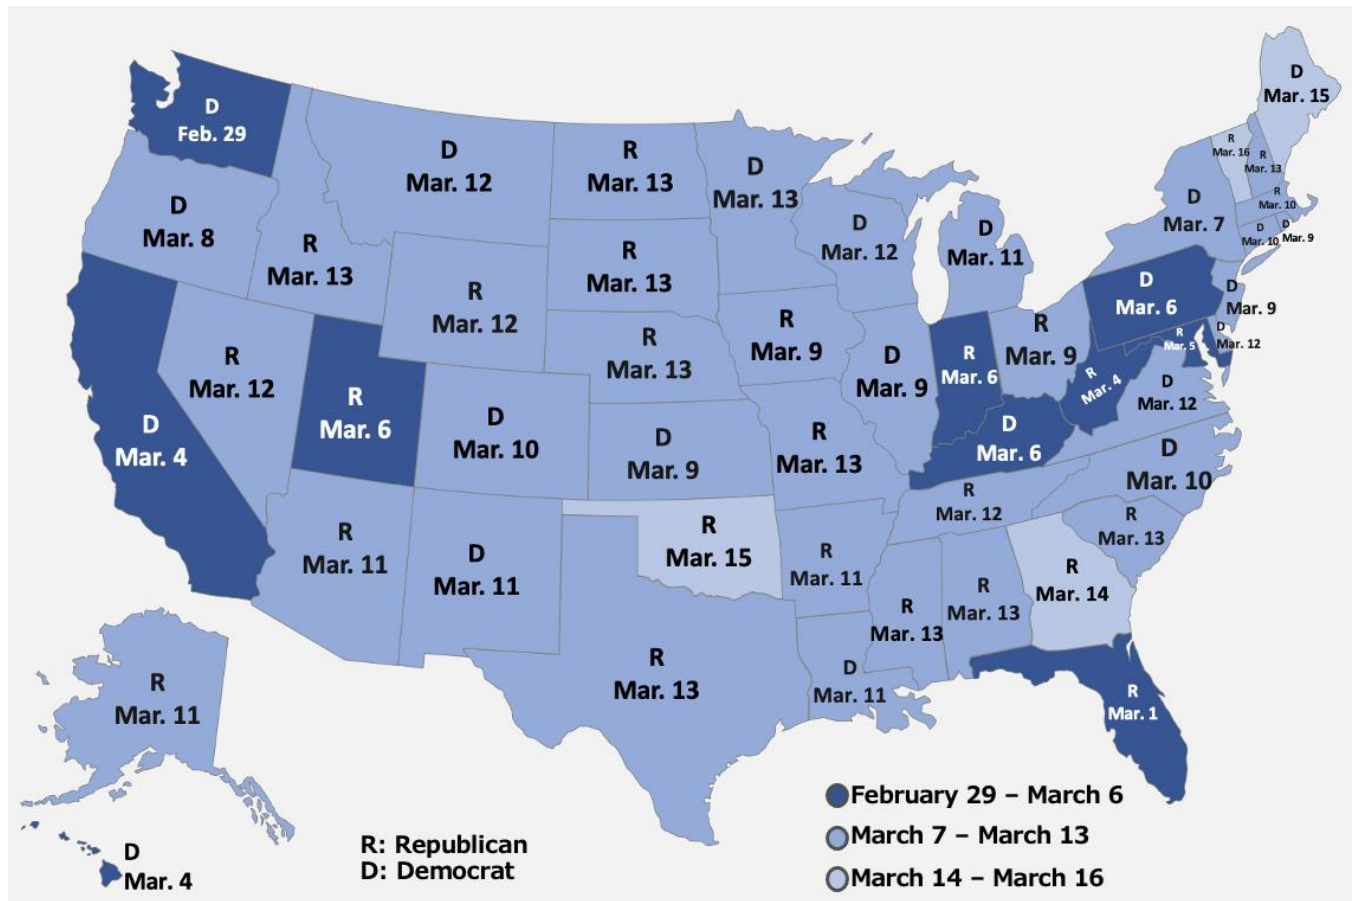 D
Feb. 29
D
Mar. 8
D
Mar. 4
R
Mar. 12
R
Mar. 13
D
Mar. 12
R
Mar. 12
R
Mar. 6
D
Mar. 10
R
Mar. 11
D
Mar. 11
R
Mar. 13
R
Mar. 13
R
Mar. 13
D
Mar. 9
R
Mar. 15
R
Mar. 13
D
Mar. 13
R
Mar. 9
R
Mar. 13
R
Mar. 11
D
Mar. 11
D
Mar. 12
D
Mar. 9
D
Mar. 11
R
Mar. 6
R
Mar. 9
D
Mar. 6
R
Mar. 12
R
Mar. 13
R
Mar. 13
R
Mar. 14
R
Mar. 1
R
Mar. 13
D
Mar. 10
D
Mar. 12
R
Mar. 4
R
Mar. 5
D
Mar. 12
D
Mar. 6
D
Mar. 9
D
Mar. 7
D
Mar. 10
D
Mar. 9
R
Mar. 10
R
Mar. 16
R
Mar. 13
D
Mar. 15
R
Mar. 11
D
Mar. 4
R: Republican
D: Democrat
February 29 – March 6
March 7 – March 13
March 14 – March 16